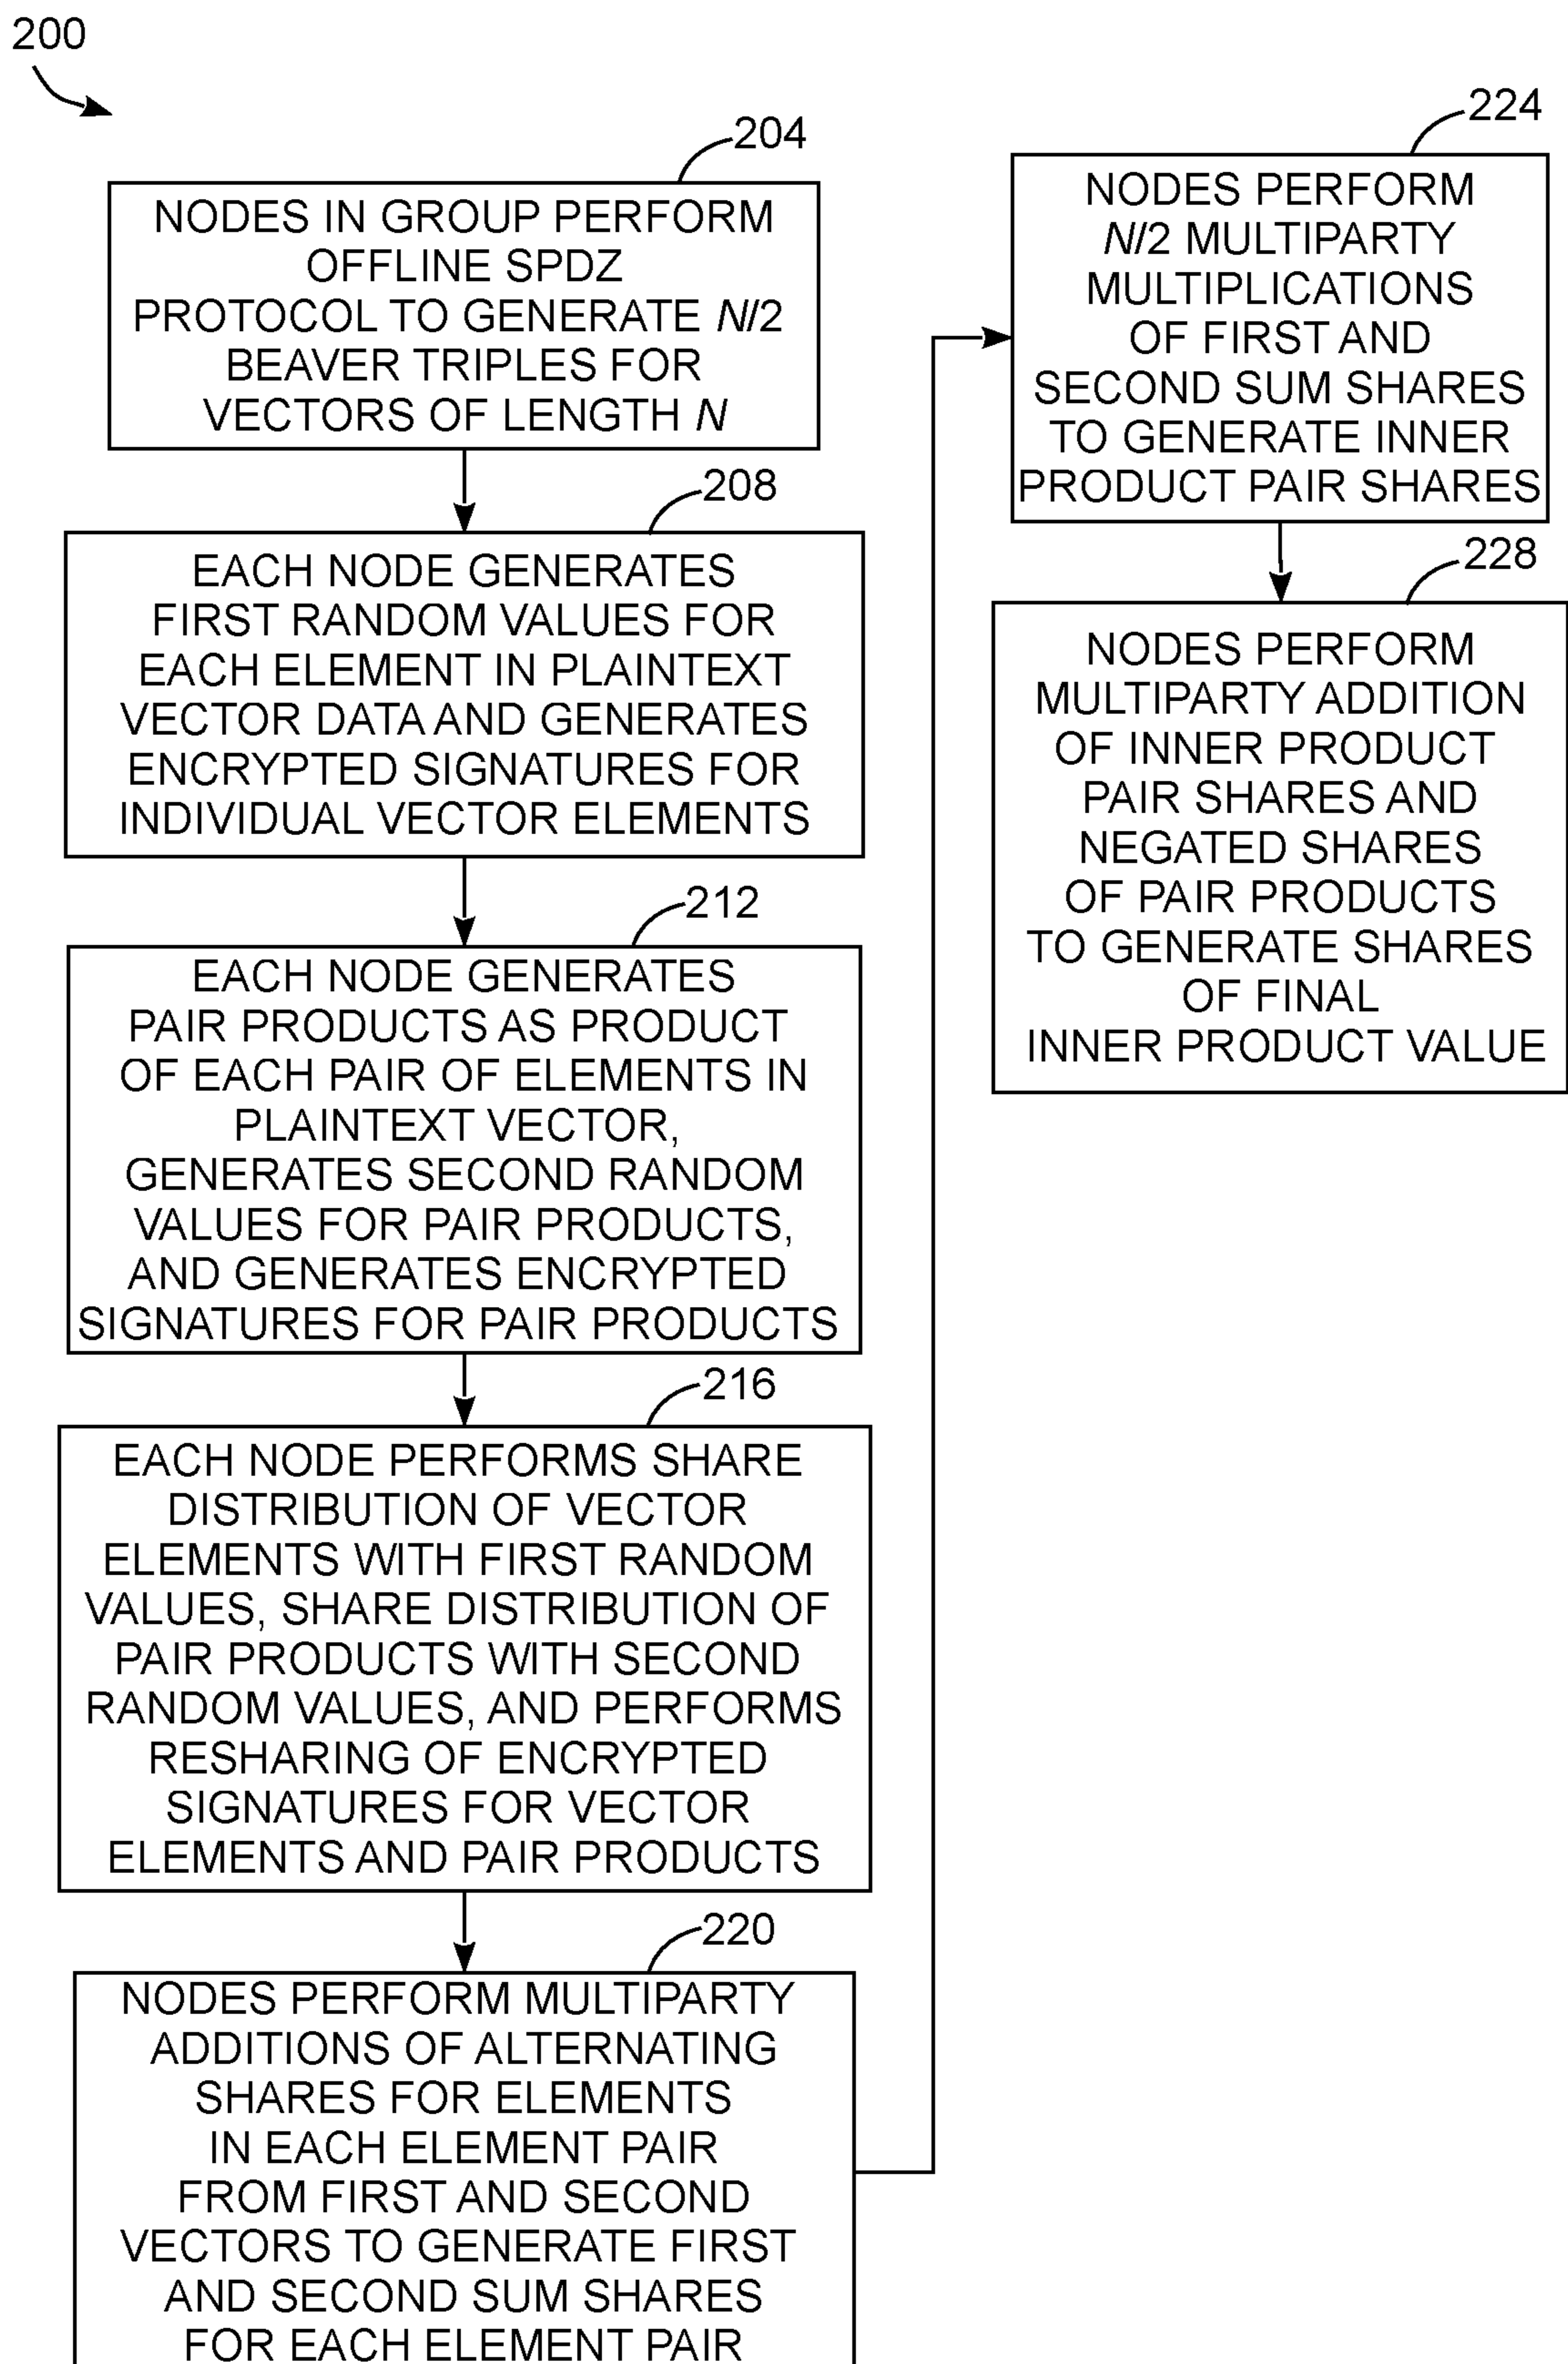 200
204
NODES IN GROUP PERFORM
OFFLINE SPDZ
PROTOCOL TO GENERATE N/2
BEAVER TRIPLES FOR
VECTORS OF LENGTH N
208
EACH NODE GENERATES
FIRST RANDOM VALUES FOR
EACH ELEMENT IN PLAINTEXT
VECTOR DATA AND GENERATES
ENCRYPTED SIGNATURES FOR
INDIVIDUAL VECTOR ELEMENTS
212
EACH NODE GENERATES
PAIR PRODUCTS AS PRODUCT
OF EACH PAIR OF ELEMENTS IN
PLAINTEXT VECTOR,
GENERATES SECOND RANDOM
VALUES FOR PAIR PRODUCTS,
AND GENERATES ENCRYPTED
SIGNATURES FOR PAIR PRODUCTS
216
EACH NODE PERFORMS SHARE
DISTRIBUTION OF VECTOR
ELEMENTS WITH FIRST RANDOM
VALUES, SHARE DISTRIBUTION OF
PAIR PRODUCTS WITH SECOND
RANDOM VALUES, AND PERFORMS
RESHARING OF ENCRYPTED
SIGNATURES FOR VECTOR
ELEMENTS AND PAIR PRODUCTS
220
NODES PERFORM MULTIPARTY
ADDITIONS OF ALTERNATING
SHARES FOR ELEMENTS
IN EACH ELEMENT PAIR
FROM FIRST AND SECOND
VECTORS TO GENERATE FIRST
AND SECOND SUM SHARES
FOR EACH ELEMENT PAIR
224
NODES PERFORM
N/2 MULTIPARTY
MULTIPLICATIONS
OF FIRST AND
SECOND SUM SHARES
TO GENERATE INNER
PRODUCT PAIR SHARES
228
NODES PERFORM
MULTIPARTY ADDITION
OF INNER PRODUCT
PAIR SHARES AND
NEGATED SHARES
OF PAIR PRODUCTS
TO GENERATE SHARES
OF FINAL
INNER PRODUCT VALUE